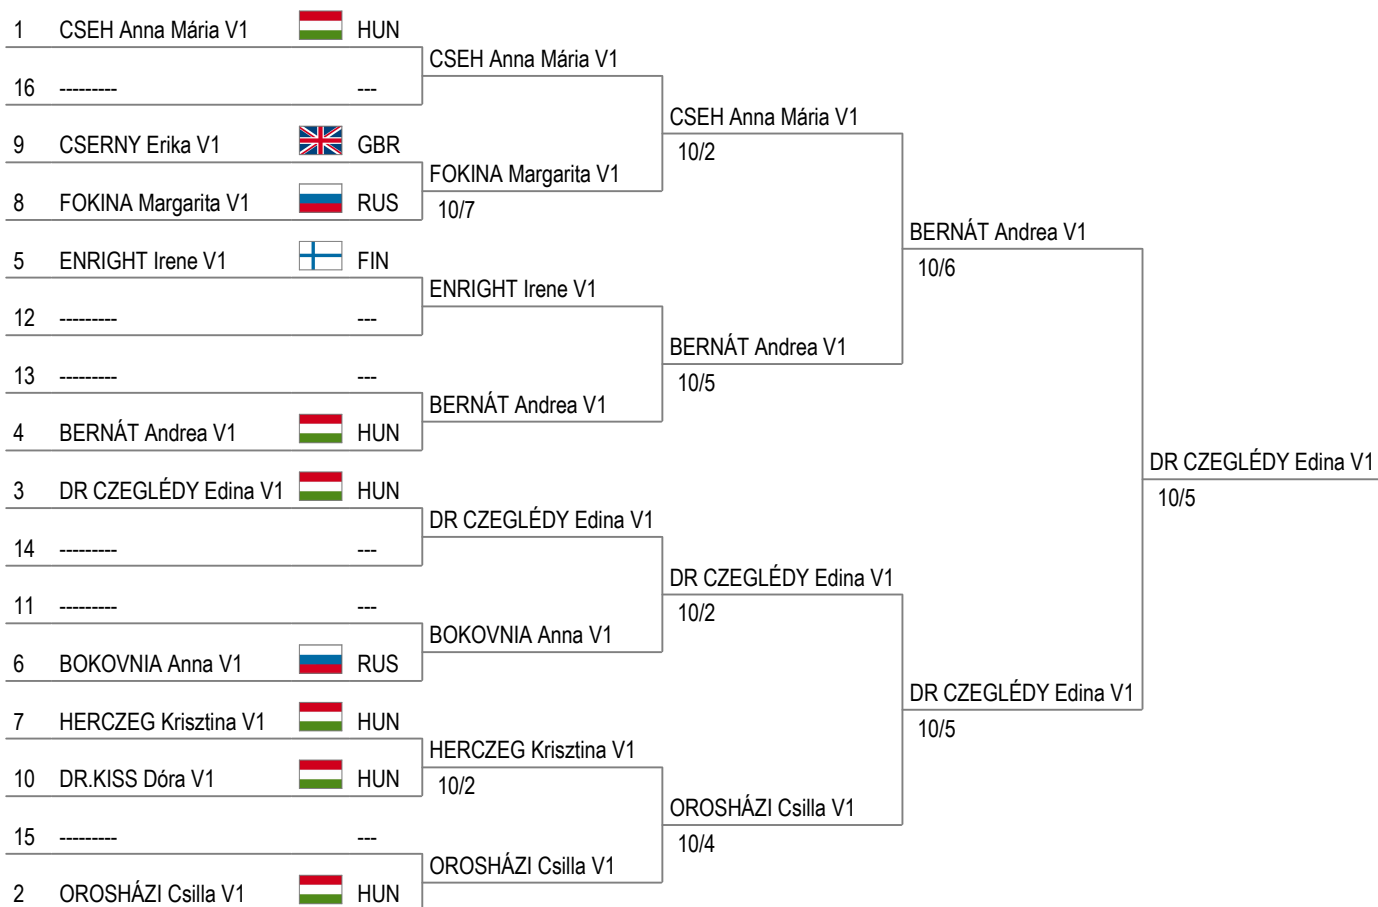 1 CSEH Anna Mária V1 HUN
CSEH Anna Mária V1
16 --------- ---
CSEH Anna Mária V1
10/2
9 CSERNY Erika V1 GBR
FOKINA Margarita V1
10/7
8 FOKINA Margarita V1 RUS
BERNÁT Andrea V1
10/6
5 ENRIGHT Irene V1 FIN
ENRIGHT Irene V1
12 --------- ---
BERNÁT Andrea V1
10/5
13 --------- ---
BERNÁT Andrea V1
4 BERNÁT Andrea V1 HUN
DR CZEGLÉDY Edina V1
10/5
3 DR CZEGLÉDY Edina V1 HUN
DR CZEGLÉDY Edina V1
14 --------- ---
DR CZEGLÉDY Edina V1
10/2
11 --------- ---
BOKOVNIA Anna V1
6 BOKOVNIA Anna V1 RUS
DR CZEGLÉDY Edina V1
10/5
7 HERCZEG Krisztina V1 HUN
HERCZEG Krisztina V1
10/2
10 DR.KISS Dóra V1 HUN
OROSHÁZI Csilla V1
10/4
15 --------- ---
OROSHÁZI Csilla V1
2 OROSHÁZI Csilla V1 HUN